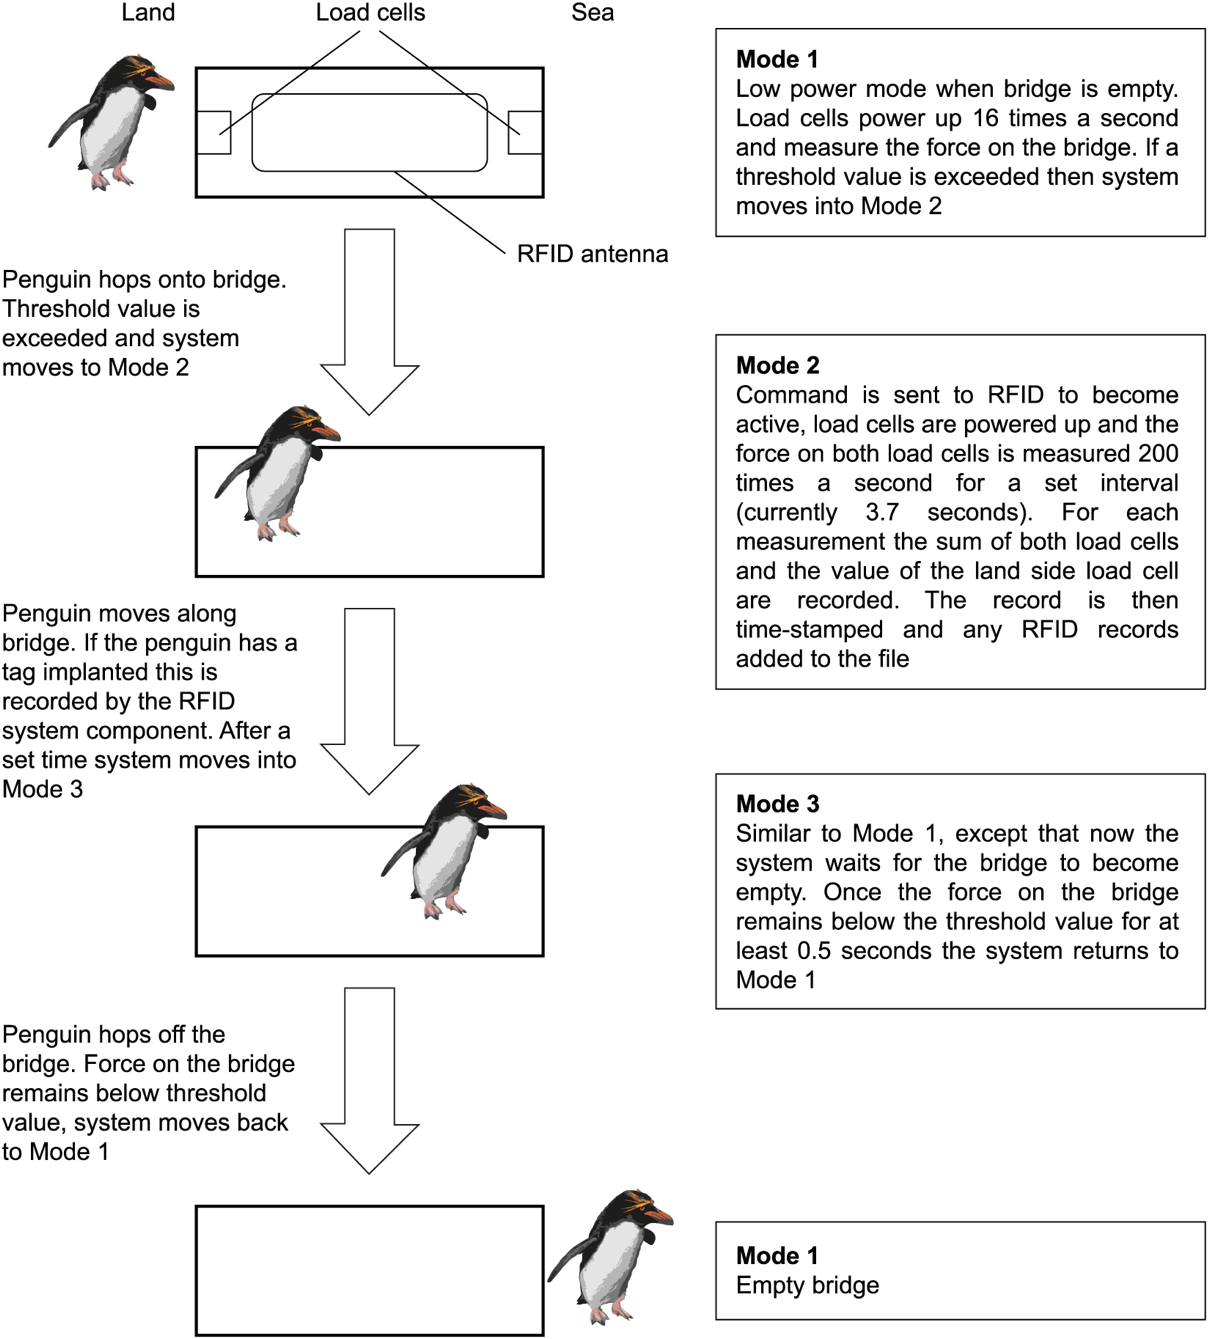 Land
Load cells
Sea
Mode 1
Low power mode when bridge is empty.
Load cells power up 16 times a second
and measure the force on the bridge. If a
threshold value is exceeded then system
moves into Mode 2
RFID antenna
Penguin hops onto bridge.
Threshold value is
exceeded and system
moves to Mode 2
Mode 2
Command is sent to RFID to become
active, load cells are powered up and the
force on both load cells is measured 200
times a second for a set interval
(currently 3.7 seconds). For each
measurement the sum of both load cells
and the value of the land side load cell
are recorded. The record is then
time-stamped and any RFID records
added to the file
Penguin moves along
bridge. If the penguin has a
tag implanted this is
recorded by the RFID
system component. After a
set time system moves into
Mode 3
Mode 3
Similar to Mode 1, except that now the
system waits for the bridge to become
empty. Once the force on the bridge
remains below the threshold value for at
least 0.5 seconds the system returns to
Mode 1
Penguin hops off the
bridge. Force on the bridge
remains below threshold
value, system moves back
to Mode 1
Mode 1
Empty bridge